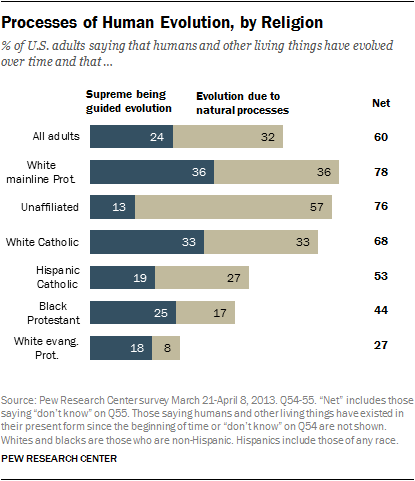 Processes of Human Evolution, by Religion
% of U.S. adults saying that humans and other living things have evolved
over time and that ...
Supreme being
guided evolution
Evolution due to
natural processes
Net
All adults 24 32 60
White
mainline Prot. 36 36 78
Unaffiliated 13 57 76
White Catholic 33 33 68
Hispanic
Catholic 19 27 53
Black
Protestant 25 17 44
White evang.
Prot. 18 8 27
Source: Pew Research Center survey March 21-April 8, 2013. Q54-55. “Net” includes those
saying “don’t know” on Q55. Those saying humans and other living things have existed in
their present form since the beginning of time or “don’t know” on Q54 are not shown.
Whites and blacks are those who are non-Hispanic. Hispanics include those of any race.
PEW RESEARCH CENTER